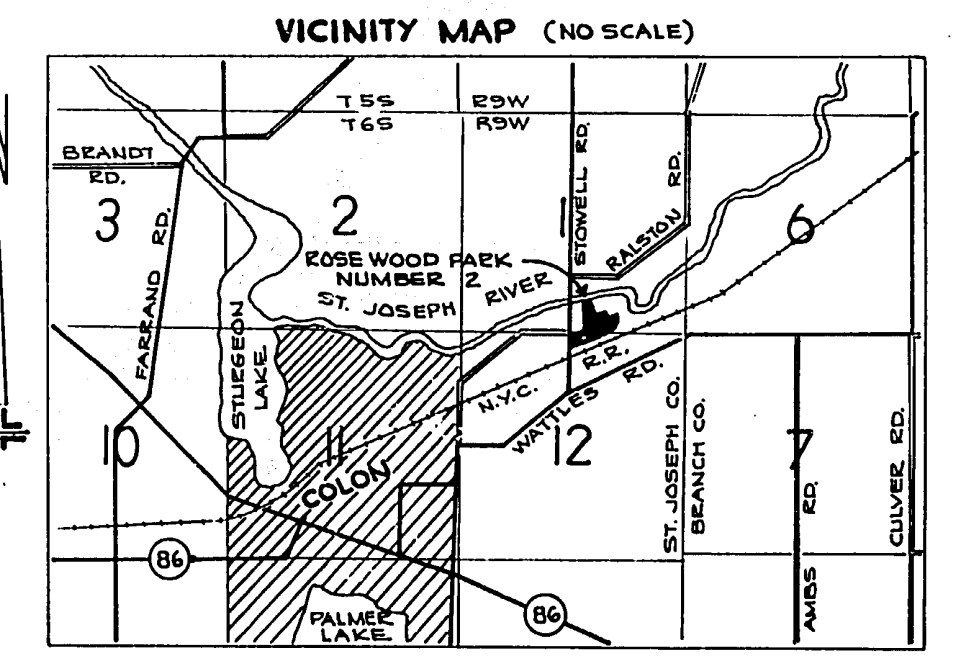 VICINITY MAP (NO SCALE)
T5S R9W
T6S R9W
BRANDT
RD.
3
2
1
6
STOWELL RD.
RALSTON RD.
FARRAND RD.
ROSE WOOD PARK
NUMBER 2
ST. JOSEPH RIVER
STURGEON
LAKE
N.Y.C. R.R.
WATTLES RD.
10
11
12
7
COLON
ST. JOSEPH CO.
BRANCH CO.
AMBS RD.
CULVER RD.
86
86
PALMER
LAKE